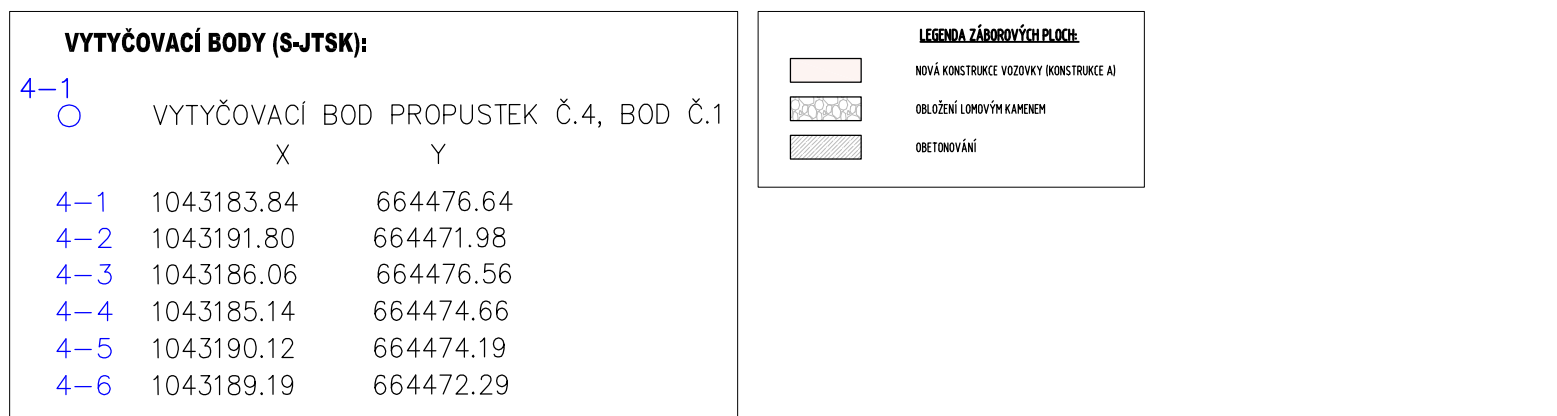 VYTYČOVACÍ BODY (S-JTSK):
4-1
VYTYČOVACÍ BOD PROPUSTEK Č.4, BOD Č.1
X Y
4-1 1043183.84 664476.64
4-2 1043191.80 664471.98
4-3 1043186.06 664476.56
4-4 1043185.14 664474.66
4-5 1043190.12 664474.19
4-6 1043189.19 664472.29
LEGENDA ZÁBOROVÝCH PLOCH:
NOVÁ KONSTRUKCE VOZOVKY (KONSTRUKCE A)
OBLOŽENÍ LOMOVÝM KAMENEM
OBETONOVÁNÍ